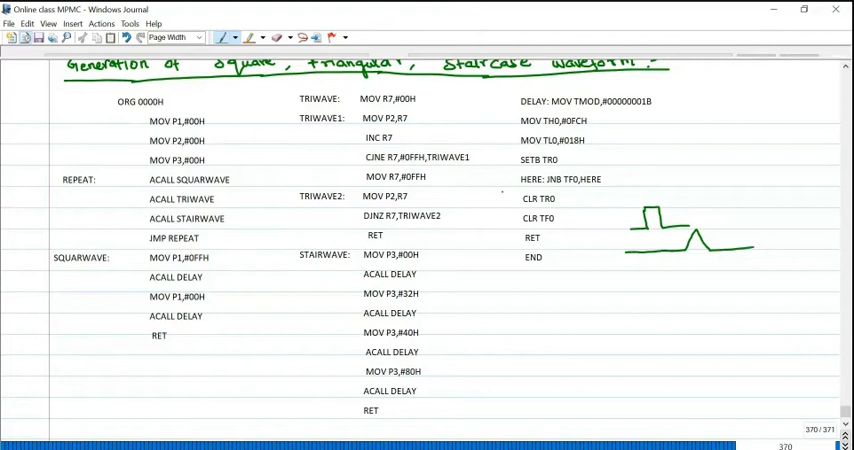 Online class MPMC - Windows Journal
File Edit View Insert Actions Tools Help
Page Width
Generation of Square, triangular, Staircase waveform :-
ORG 0000H
MOV P1,#00H
MOV P2,#00H
MOV P3,#00H
REPEAT: ACALL SQUARWAVE
ACALL TRIWAVE
ACALL STAIRWAVE
JMP REPEAT
SQUARWAVE: MOV P1,#0FFH
ACALL DELAY
MOV P1,#00H
ACALL DELAY
RET
TRIWAVE: MOV R7,#00H
TRIWAVE1: MOV P2,R7
INC R7
CJNE R7,#0FFH,TRIWAVE1
MOV R7,#0FFH
TRIWAVE2: MOV P2,R7
DJNZ R7,TRIWAVE2
RET
STAIRWAVE: MOV P3,#00H
ACALL DELAY
MOV P3,#32H
ACALL DELAY
MOV P3,#40H
ACALL DELAY
MOV P3,#80H
ACALL DELAY
RET
DELAY: MOV TMOD,#00000001B
MOV TH0,#0FCH
MOV TL0,#018H
SETB TR0
HERE: JNB TF0,HERE
CLR TR0
CLR TF0
RET
END
370 / 371
370